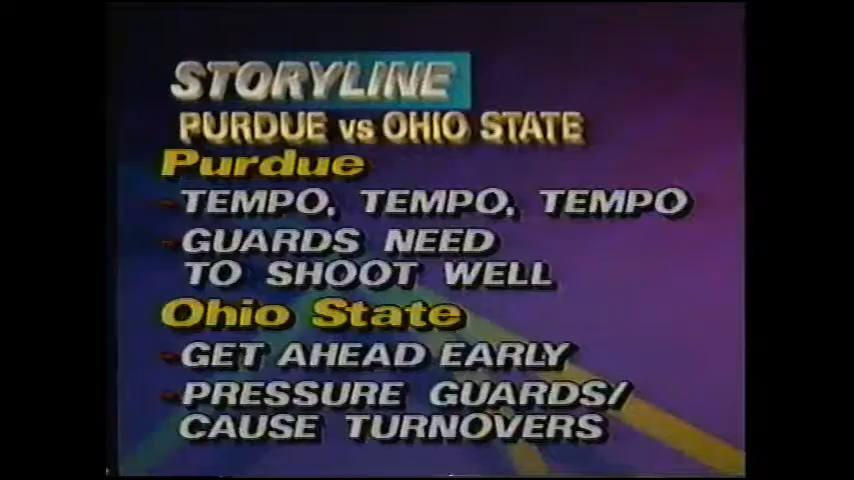 STORYLINE
PURDUE vs OHIO STATE
Purdue
- TEMPO, TEMPO, TEMPO
- GUARDS NEED
TO SHOOT WELL
Ohio State
- GET AHEAD EARLY
- PRESSURE GUARDS/
CAUSE TURNOVERS